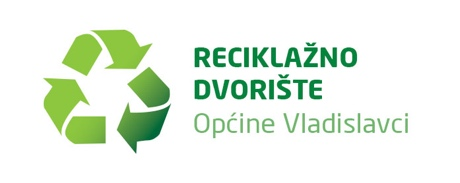 RECIKLAŽNO
DVORIŠTE
Općine Vladislavci